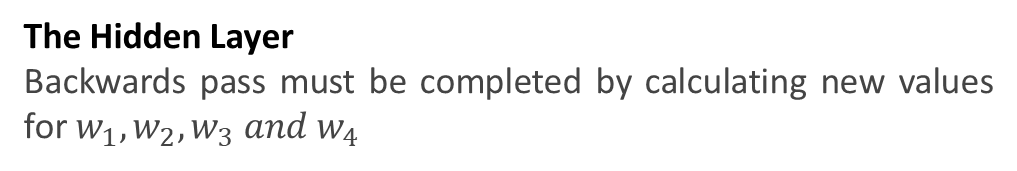 The Hidden Layer
Backwards pass must be completed by calculating new values
for w₁, w₂, w₃ and w₄